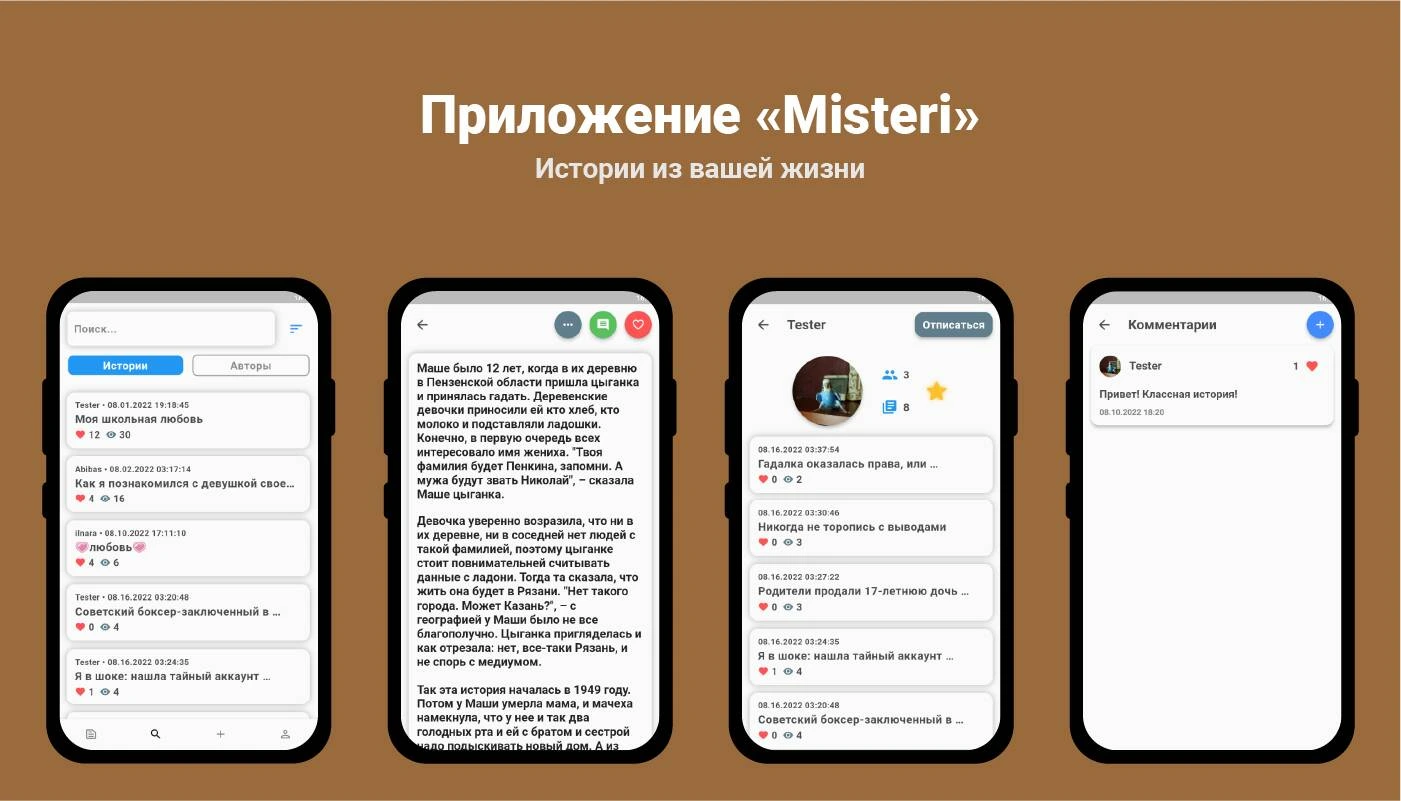 Приложение «Misteri»
Истории из вашей жизни
Поиск...
Истории
Авторы
Tester • 08.01.2022 19:18:45
Моя школьная любовь
12 30
Abibas • 08.02.2022 03:17:14
Как я познакомился с девушкой свое...
4 16
ilnara • 08.10.2022 17:11:10
💖любовь💖
4 6
Tester • 08.16.2022 03:20:48
Советский боксер-заключенный в ...
0 4
Tester • 08.16.2022 03:24:35
Я в шоке: нашла тайный аккаунт ...
1 4
Маше было 12 лет, когда в их деревню
в Пензенской области пришла цыганка
и принялась гадать. Деревенские
девочки приносили ей кто хлеб, кто
молоко и подставляли ладошки.
Конечно, в первую очередь всех
интересовало имя жениха. "Твоя
фамилия будет Пенкина, запомни. А
мужа будут звать Николай", – сказала
Маше цыганка.
Девочка уверенно возразила, что ни в
их деревне, ни в соседней нет людей с
такой фамилией, поэтому цыганке
стоит повнимательней считывать
данные с ладони. Тогда та сказала, что
жить она будет в Рязани. "Нет такого
города. Может Казань?", – с
географией у Маши было не все
благополучно. Цыганка пригляделась и
как отрезала: нет, все-таки Рязань, и
не спорь с медиумом.
Так эта история началась в 1949 году.
Потом у Маши умерла мама, и мачеха
намекнула, что у нее и так два
голодных рта и ей с братом и сестрой
надо подыскивать новый дом. А из
Tester
Отписаться
3
8
08.16.2022 03:37:54
Гадалка оказалась права, или ...
0 2
08.16.2022 03:30:46
Никогда не торопись с выводами
0 3
08.16.2022 03:27:22
Родители продали 17-летнюю дочь ...
0 3
08.16.2022 03:24:35
Я в шоке: нашла тайный аккаунт ...
1 4
08.16.2022 03:20:48
Советский боксер-заключенный в ...
0 4
Комментарии
Tester
1
Привет! Классная история!
08.10.2022 18:20